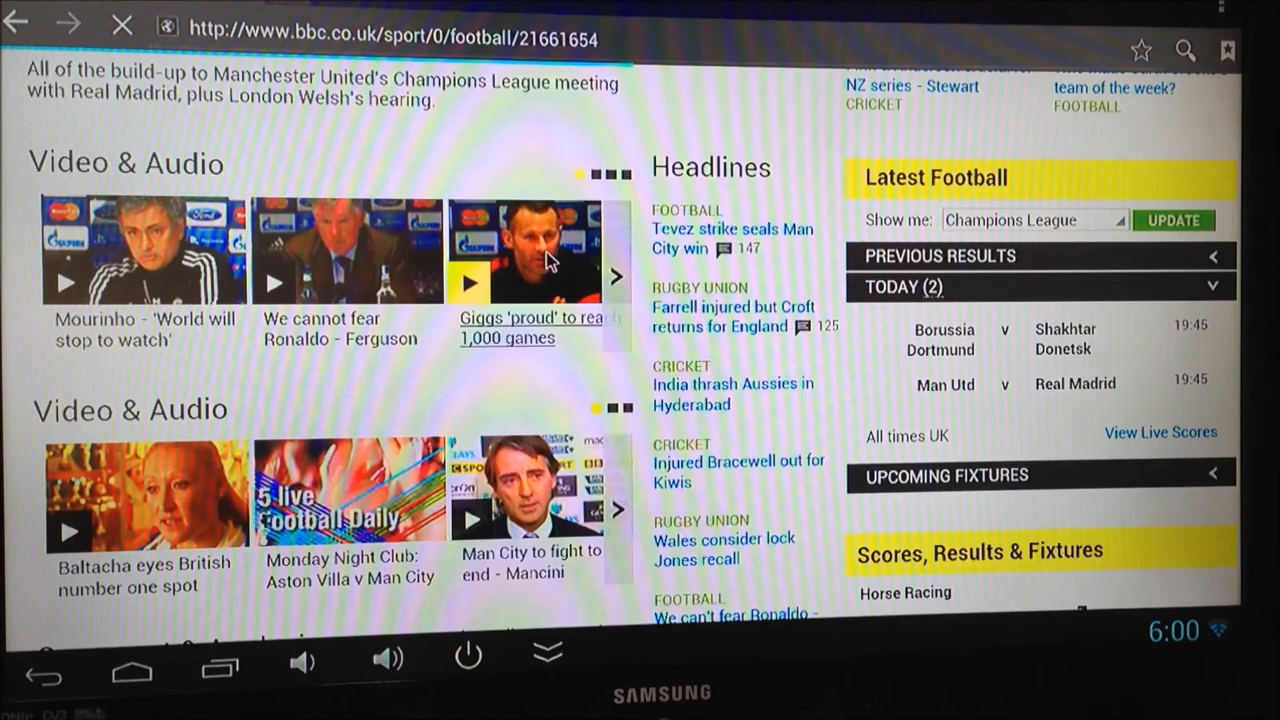 http://www.bbc.co.uk/sport/0/football/21661654
All of the build-up to Manchester United's Champions League meeting
with Real Madrid, plus London Welsh's hearing.
NZ series - Stewart
CRICKET
team of the week?
FOOTBALL
Video & Audio
Mourinho - 'World will
stop to watch'
We cannot fear
Ronaldo - Ferguson
Giggs 'proud' to rea
1,000 games
Video & Audio
5 live
Football Daily
Baltacha eyes British
number one spot
Monday Night Club:
Aston Villa v Man City
Man City to fight to
end - Mancini
Headlines
FOOTBALL
Tevez strike seals Man
City win 147
RUGBY UNION
Farrell injured but Croft
returns for England 125
CRICKET
India thrash Aussies in
Hyderabad
CRICKET
Injured Bracewell out for
Kiwis
RUGBY UNION
Wales consider lock
Jones recall
FOOTBALL
We can't fear Ronaldo -
Latest Football
Show me: Champions League UPDATE
PREVIOUS RESULTS
TODAY (2)
Borussia Dortmund v Shakhtar Donetsk 19:45
Man Utd v Real Madrid 19:45
All times UK View Live Scores
UPCOMING FIXTURES
Scores, Results & Fixtures
Horse Racing
6:00
SAMSUNG